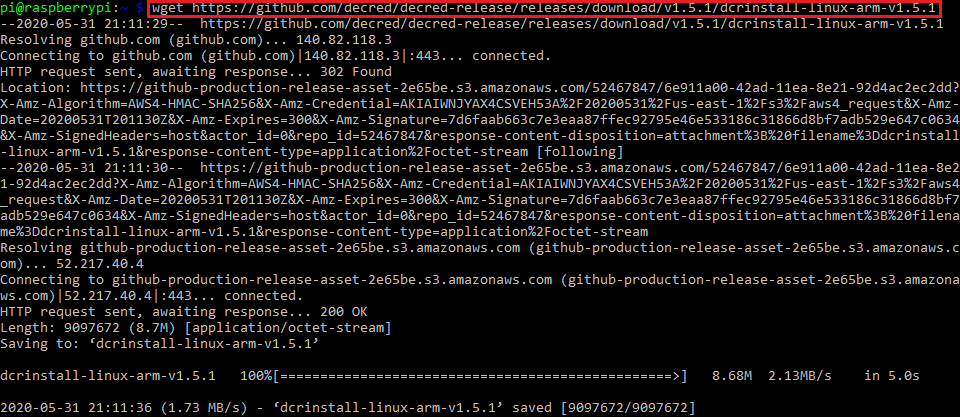 pi@raspberrypi:~ $ wget https://github.com/decred/decred-release/releases/download/v1.5.1/dcrinstall-linux-arm-v1.5.1
--2020-05-31 21:11:29-- https://github.com/decred/decred-release/releases/download/v1.5.1/dcrinstall-linux-arm-v1.5.1
Resolving github.com (github.com)... 140.82.118.3
Connecting to github.com (github.com)|140.82.118.3|:443... connected.
HTTP request sent, awaiting response... 302 Found
Location: https://github-production-release-asset-2e65be.s3.amazonaws.com/52467847/6e911a00-42ad-11ea-8e21-92d4ac2ec2dd?
X-Amz-Algorithm=AWS4-HMAC-SHA256&X-Amz-Credential=AKIAIWNJYAX4CSVEH53A%2F20200531%2Fus-east-1%2Fs3%2Faws4_request&X-Amz-
Date=20200531T201130Z&X-Amz-Expires=300&X-Amz-Signature=7d6faab663c7e3eaa87ffec92795e46e533186c31866d8bf7adb529e647c0634
&X-Amz-SignedHeaders=host&actor_id=0&repo_id=52467847&response-content-disposition=attachment%3B%20filename%3Ddcrinstall
-linux-arm-v1.5.1&response-content-type=application%2Foctet-stream [following]
--2020-05-31 21:11:30-- https://github-production-release-asset-2e65be.s3.amazonaws.com/52467847/6e911a00-42ad-11ea-8e2
1-92d4ac2ec2dd?X-Amz-Algorithm=AWS4-HMAC-SHA256&X-Amz-Credential=AKIAIWNJYAX4CSVEH53A%2F20200531%2Fus-east-1%2Fs3%2Faws4
_request&X-Amz-Date=20200531T201130Z&X-Amz-Expires=300&X-Amz-Signature=7d6faab663c7e3eaa87ffec92795e46e533186c31866d8bf7
adb529e647c0634&X-Amz-SignedHeaders=host&actor_id=0&repo_id=52467847&response-content-disposition=attachment%3B%20filena
me%3Ddcrinstall-linux-arm-v1.5.1&response-content-type=application%2Foctet-stream
Resolving github-production-release-asset-2e65be.s3.amazonaws.com (github-production-release-asset-2e65be.s3.amazonaws.c
om)... 52.217.40.4
Connecting to github-production-release-asset-2e65be.s3.amazonaws.com (github-production-release-asset-2e65be.s3.amazona
ws.com)|52.217.40.4|:443... connected.
HTTP request sent, awaiting response... 200 OK
Length: 9097672 (8.7M) [application/octet-stream]
Saving to: ‘dcrinstall-linux-arm-v1.5.1’
dcrinstall-linux-arm-v1.5.1 100%[=================================================>] 8.68M 2.13MB/s in 5.0s
2020-05-31 21:11:36 (1.73 MB/s) - ‘dcrinstall-linux-arm-v1.5.1’ saved [9097672/9097672]